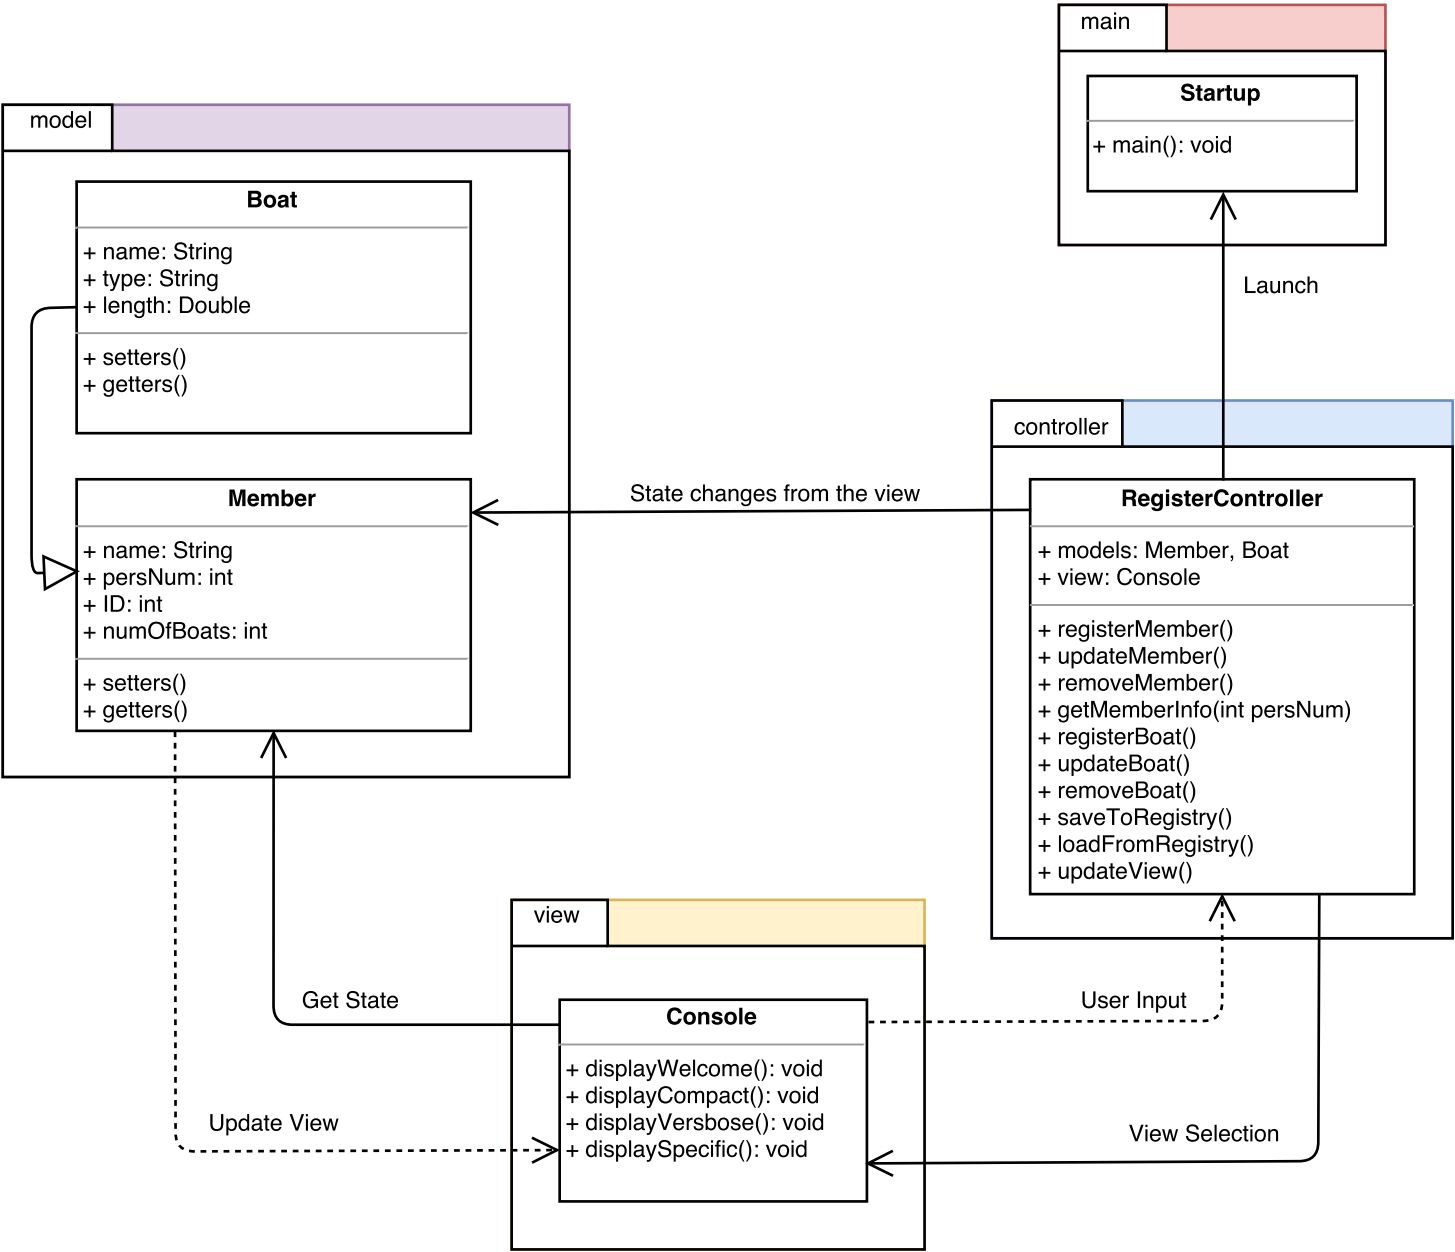 main
Startup
+ main(): void
Launch
model
Boat
+ name: String
+ type: String
+ length: Double
+ setters()
+ getters()
Member
+ name: String
+ persNum: int
+ ID: int
+ numOfBoats: int
+ setters()
+ getters()
State changes from the view
controller
RegisterController
+ models: Member, Boat
+ view: Console
+ registerMember()
+ updateMember()
+ removeMember()
+ getMemberInfo(int persNum)
+ registerBoat()
+ updateBoat()
+ removeBoat()
+ saveToRegistry()
+ loadFromRegistry()
+ updateView()
view
Console
+ displayWelcome(): void
+ displayCompact(): void
+ displayVersbose(): void
+ displaySpecific(): void
Get State
Update View
User Input
View Selection